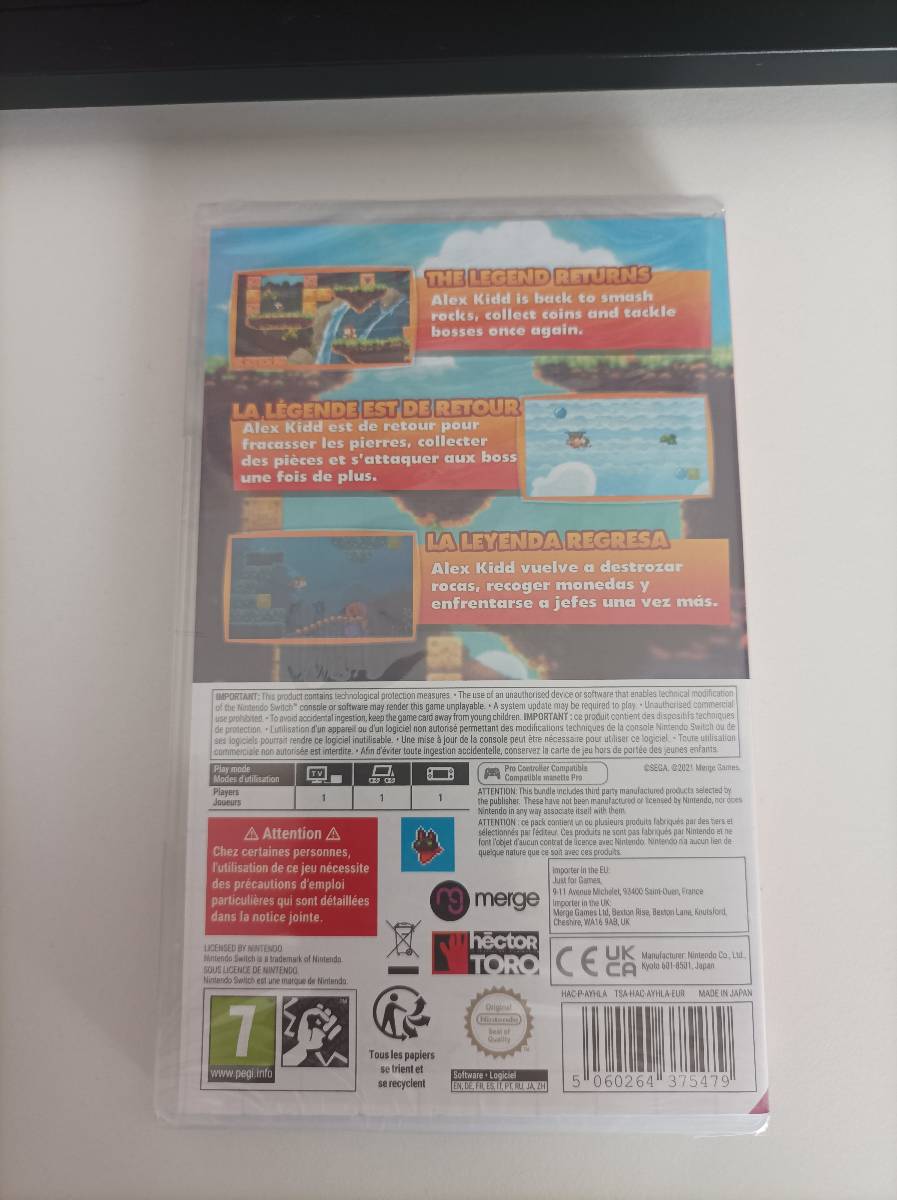 THE LEGEND RETURNS
Alex Kidd is back to smash
rocks, collect coins and tackle
bosses once again.
LA LÉGENDE EST DE RETOUR
Alex Kidd est de retour pour
fracasser les pierres, collecter
des pièces et s'attaquer aux boss
une fois de plus.
LA LEYENDA REGRESA
Alex Kidd vuelve a destrozar
rocas, recoger monedas y
enfrentarse a jefes una vez más.
IMPORTANT: This product contains technological protection measures. • The use of an unauthorised device or software that enables technical modification
of the Nintendo Switch™ console or software may render this game unplayable. • A system update may be required to play. • Unauthorised commercial
use prohibited. • To avoid accidental ingestion, keep the game card away from young children. IMPORTANT : ce produit contient des dispositifs techniques
de protection. • L'utilisation d'un appareil ou d'un logiciel non autorisé permettant des modifications techniques de la console Nintendo Switch ou de
ses logiciels pourrait rendre ce logiciel inutilisable. • Une mise à jour de la console peut être nécessaire pour utiliser ce logiciel. • Toute utilisation
commerciale non autorisée est interdite. • Afin d'éviter toute ingestion accidentelle, conservez la carte de jeu hors de portée des jeunes enfants.
Play mode
Modes d'utilisation
TV
Players
Joueurs
1
1
1
Pro Controller Compatible
Compatible manette Pro
©SEGA. ©2021 Merge Games.
ATTENTION: This bundle includes third party manufactured products selected by
the publisher. These have not been manufactured or licensed by Nintendo, nor does
Nintendo in any way associate itself with them.
ATTENTION : ce pack contient un ou plusieurs produits fabriqués par des tiers et
sélectionnés par l'éditeur. Ces produits ne sont pas fabriqués par Nintendo et ne
font l'objet d'aucun contrat de licence avec Nintendo. Nintendo n'a aucun lien de
quelque nature que ce soit avec ces produits.
Attention
Chez certaines personnes,
l'utilisation de ce jeu nécessite
des précautions d'emploi
particulières qui sont détaillées
dans la notice jointe.
mg merge
héctor
TORO
Importer in the EU:
Just for Games,
9-11 Avenue Michelet, 93400 Saint-Ouen, France
Importer in the UK:
Merge Games Ltd, Bexton Rise, Bexton Lane, Knutsford,
Cheshire, WA16 9AB, UK
LICENSED BY NINTENDO
Nintendo Switch is a trademark of Nintendo.
SOUS LICENCE DE NINTENDO.
Nintendo Switch est une marque de Nintendo.
CE UK
CA
Manufacturer: Nintendo Co., Ltd.,
Kyoto 601-8501, Japan
HAC-P-AYHLA TSA-HAC-AYHLA-EUR MADE IN JAPAN
7
www.pegi.info
TM
Tous les papiers
se trient et
se recyclent
Original
Nintendo
Seal of
Quality
TM
Software • Logiciel
EN, DE, FR, ES, IT, PT, RU, JA, ZH
5 060264 375479